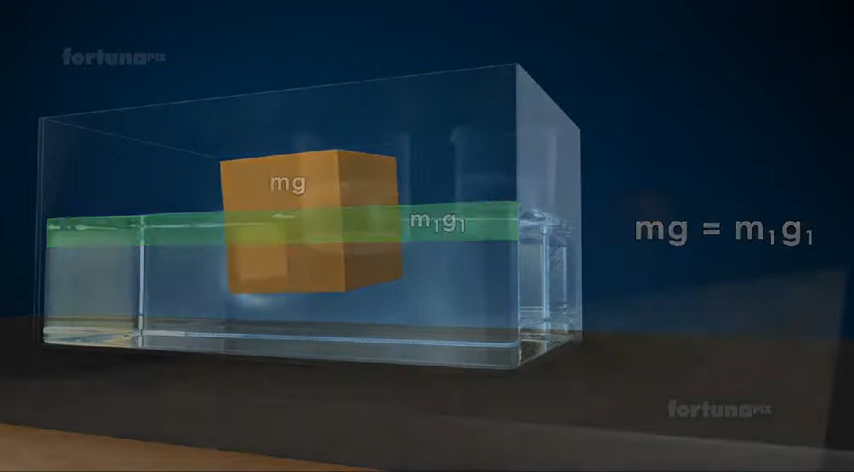 fortunaPIX
mg
m₁g₁
mg = m₁g₁
fortunaPIX